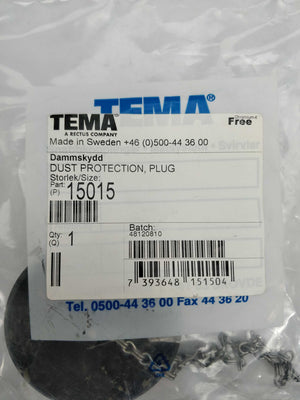 TEMA®
TEMA®
A RECTUS COMPANY
Free
Made in Sweden +46 (0)500-44 36 00
Dammskydd
DUST PROTECTION, PLUG
Storlek/Size:
Part:
(P) 15015
Qty:
(Q) 1
Batch:
48120810
7 393648 151504
Tel. 0500-44 36 00 Fax 44 36 20